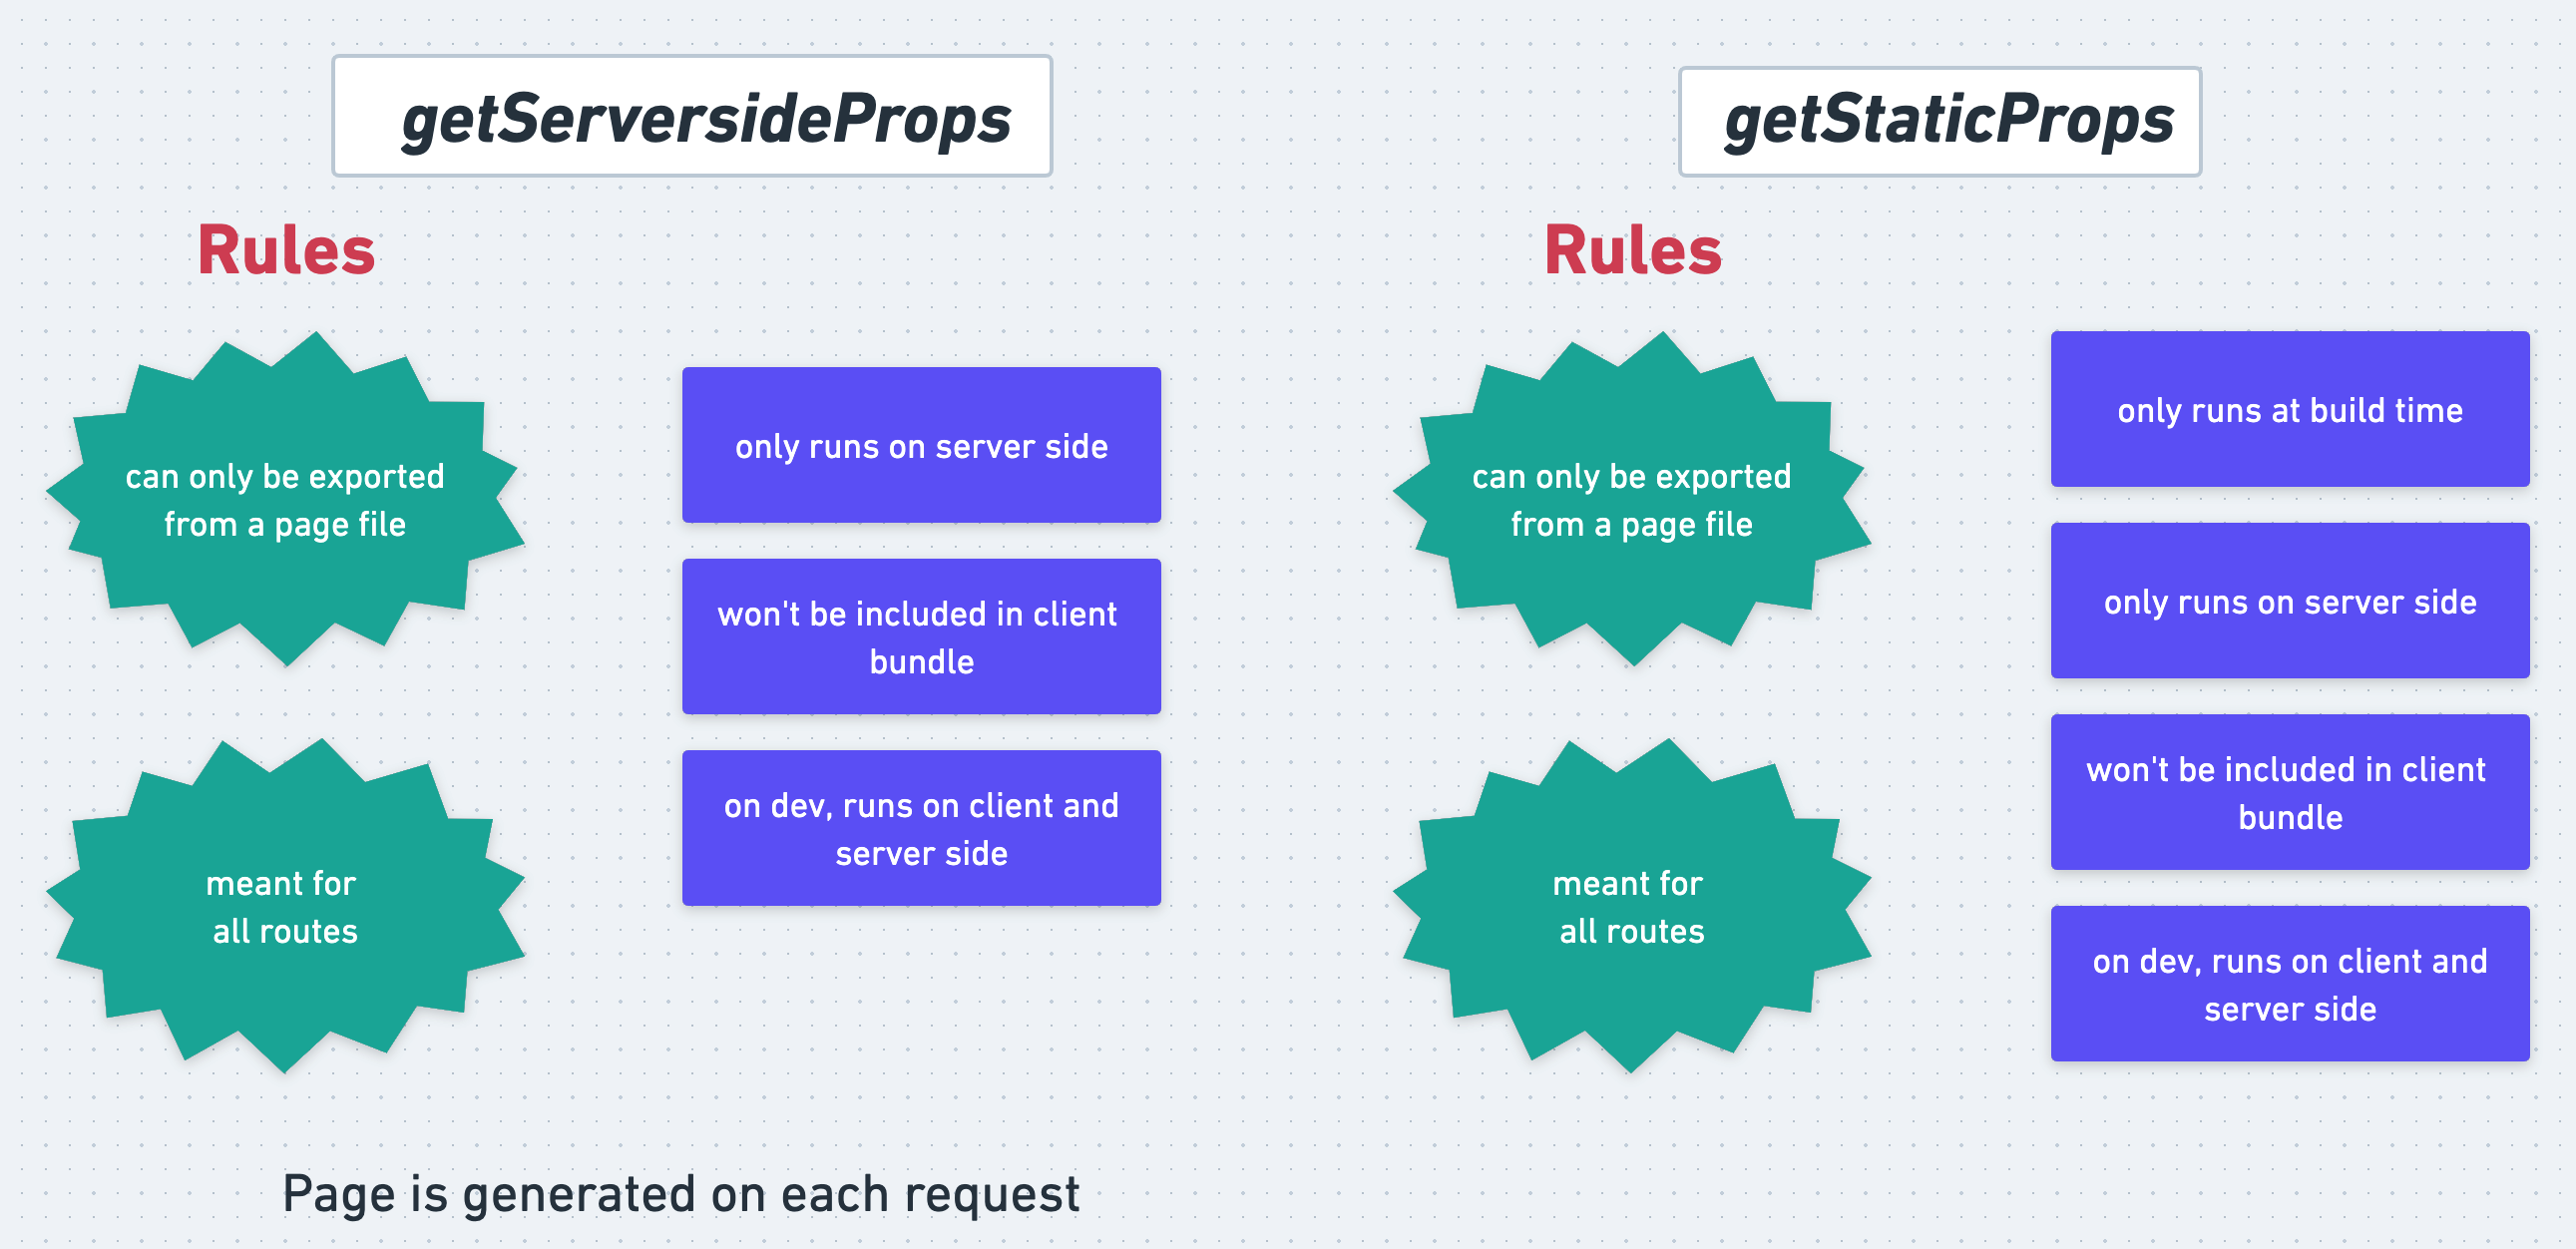 getServersideProps
Rules
can only be exported
from a page file
meant for
all routes
only runs on server side
won't be included in client
bundle
on dev, runs on client and
server side
Page is generated on each request
getStaticProps
Rules
can only be exported
from a page file
meant for
all routes
only runs at build time
only runs on server side
won't be included in client
bundle
on dev, runs on client and
server side